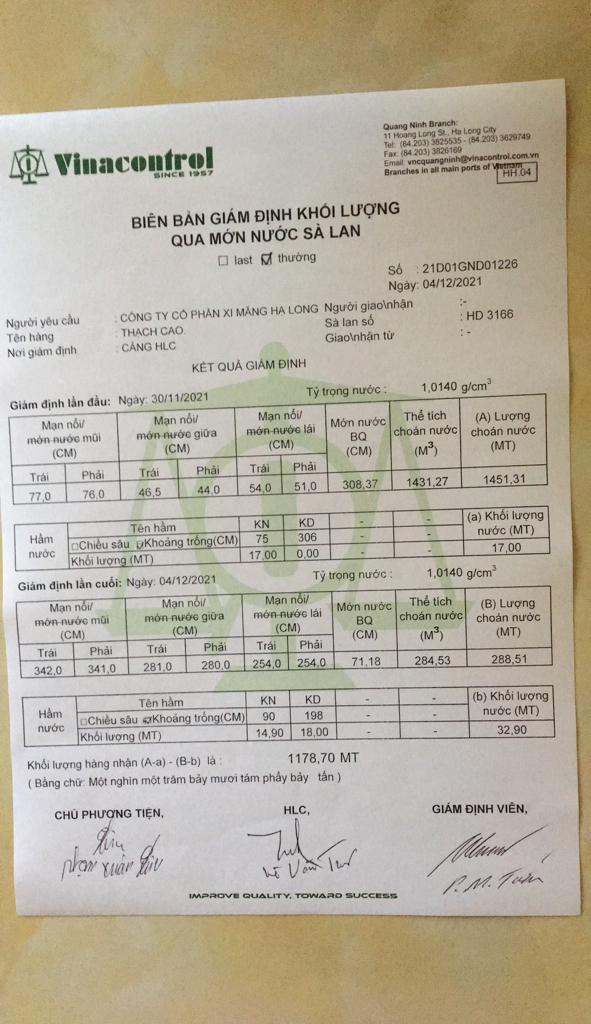 Vinacontrol
SINCE 1957
Quang Ninh Branch:
11 Hoang Long St., Ha Long City
Tel: (84.203) 3825535 - (84.203) 3629749
Fax: (84.203) 3826169
Email: vncquangninh@vinacontrol.com.vn
Branches in all main ports of Vietnam
HH.04
BIÊN BẢN GIÁM ĐỊNH KHỐI LƯỢNG
QUA MỚN NƯỚC SÀ LAN
☐ last ☑ thường
Số : 21D01GND01226
Ngày: 04/12/2021
Người yêu cầu : CÔNG TY CỔ PHẦN XI MĂNG HẠ LONG Người giao\nhận :-
Tên hàng : THẠCH CAO. Sà lan số : HD 3166
Nơi giám định : CẢNG HLC Giao\nhận từ : -
KẾT QUẢ GIÁM ĐỊNH
Giám định lần đầu: Ngày: 30/11/2021 Tỷ trọng nước : 1,0140 g/cm³
Mạn nổi/ mớn nước mũi (CM) Mạn nổi/ mớn nước giữa (CM) Mạn nổi/ mớn nước lái (CM) Mớn nước BQ (CM) Thể tích choán nước (M³) (A) Lượng choán nước (MT)
Trái Phải Trái Phải Trái Phải
77,0 76,0 46,5 44,0 54,0 51,0 308,37 1431,27 1451,31
Hầm nước Tên hầm KN KD - - (a) Khối lượng nước (MT)
☐Chiều sâu ☑Khoảng trống(CM) 75 306 - -
Khối lượng (MT) 17,00 0,00 - - 17,00
Giám định lần cuối: Ngày: 04/12/2021 Tỷ trọng nước : 1,0140 g/cm³
Mạn nổi/ mớn nước mũi (CM) Mạn nổi/ mớn nước giữa (CM) Mạn nổi/ mớn nước lái (CM) Mớn nước BQ (CM) Thể tích choán nước (M³) (B) Lượng choán nước (MT)
Trái Phải Trái Phải Trái Phải
342,0 341,0 281,0 280,0 254,0 254,0 71,18 284,53 288,51
Hầm nước Tên hầm KN KD - - (b) Khối lượng nước (MT)
☐Chiều sâu ☑Khoảng trống(CM) 90 198 - -
Khối lượng (MT) 14,90 18,00 - - 32,90
Khối lượng hàng nhận (A-a) - (B-b) là : 1178,70 MT
( Bằng chữ: Một nghìn một trăm bảy mươi tám phẩy bảy tấn )
CHỦ PHƯƠNG TIỆN, HLC, GIÁM ĐỊNH VIÊN,
P. M. Tuấn
IMPROVE QUALITY, TOWARD SUCCESS